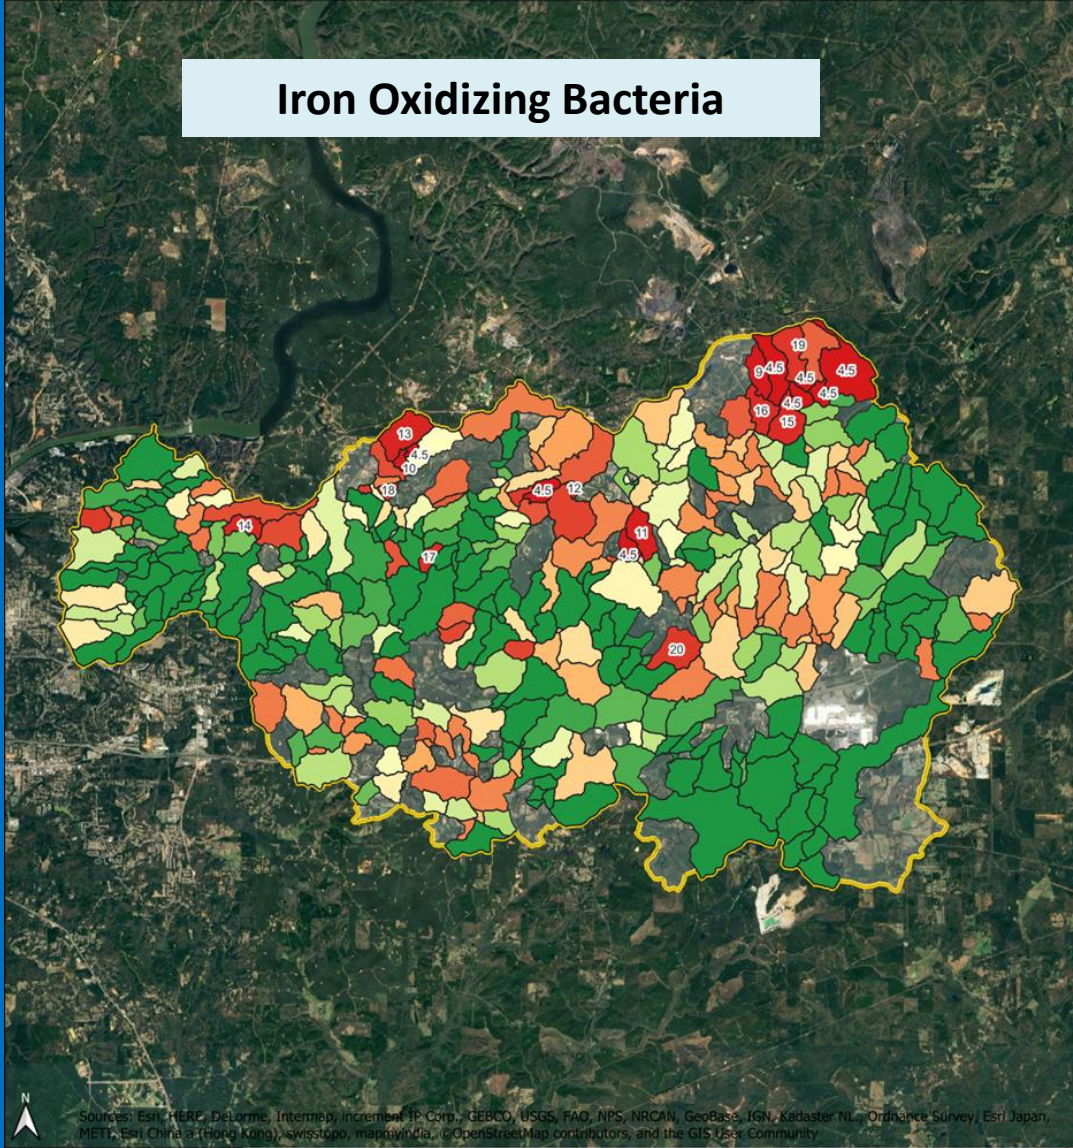 Iron Oxidizing Bacteria
19
9 4.5 4.5
4.5
4.5
16 4.5
15
13
4.5
10
18 4.5 12
14 11
17 4.5
20
N
Sources: Esri, HERE, DeLorme, Intermap, increment IP Corp., GEBCO, USGS, FAO, NPS, NRCAN, GeoBase, IGN, Kadaster NL, Ordnance Survey, Esri Japan,
METI, Esri China a (Hong Kong), swisstopo, mapmyindia, ©OpenStreetMap contributors, and the GIS User Community